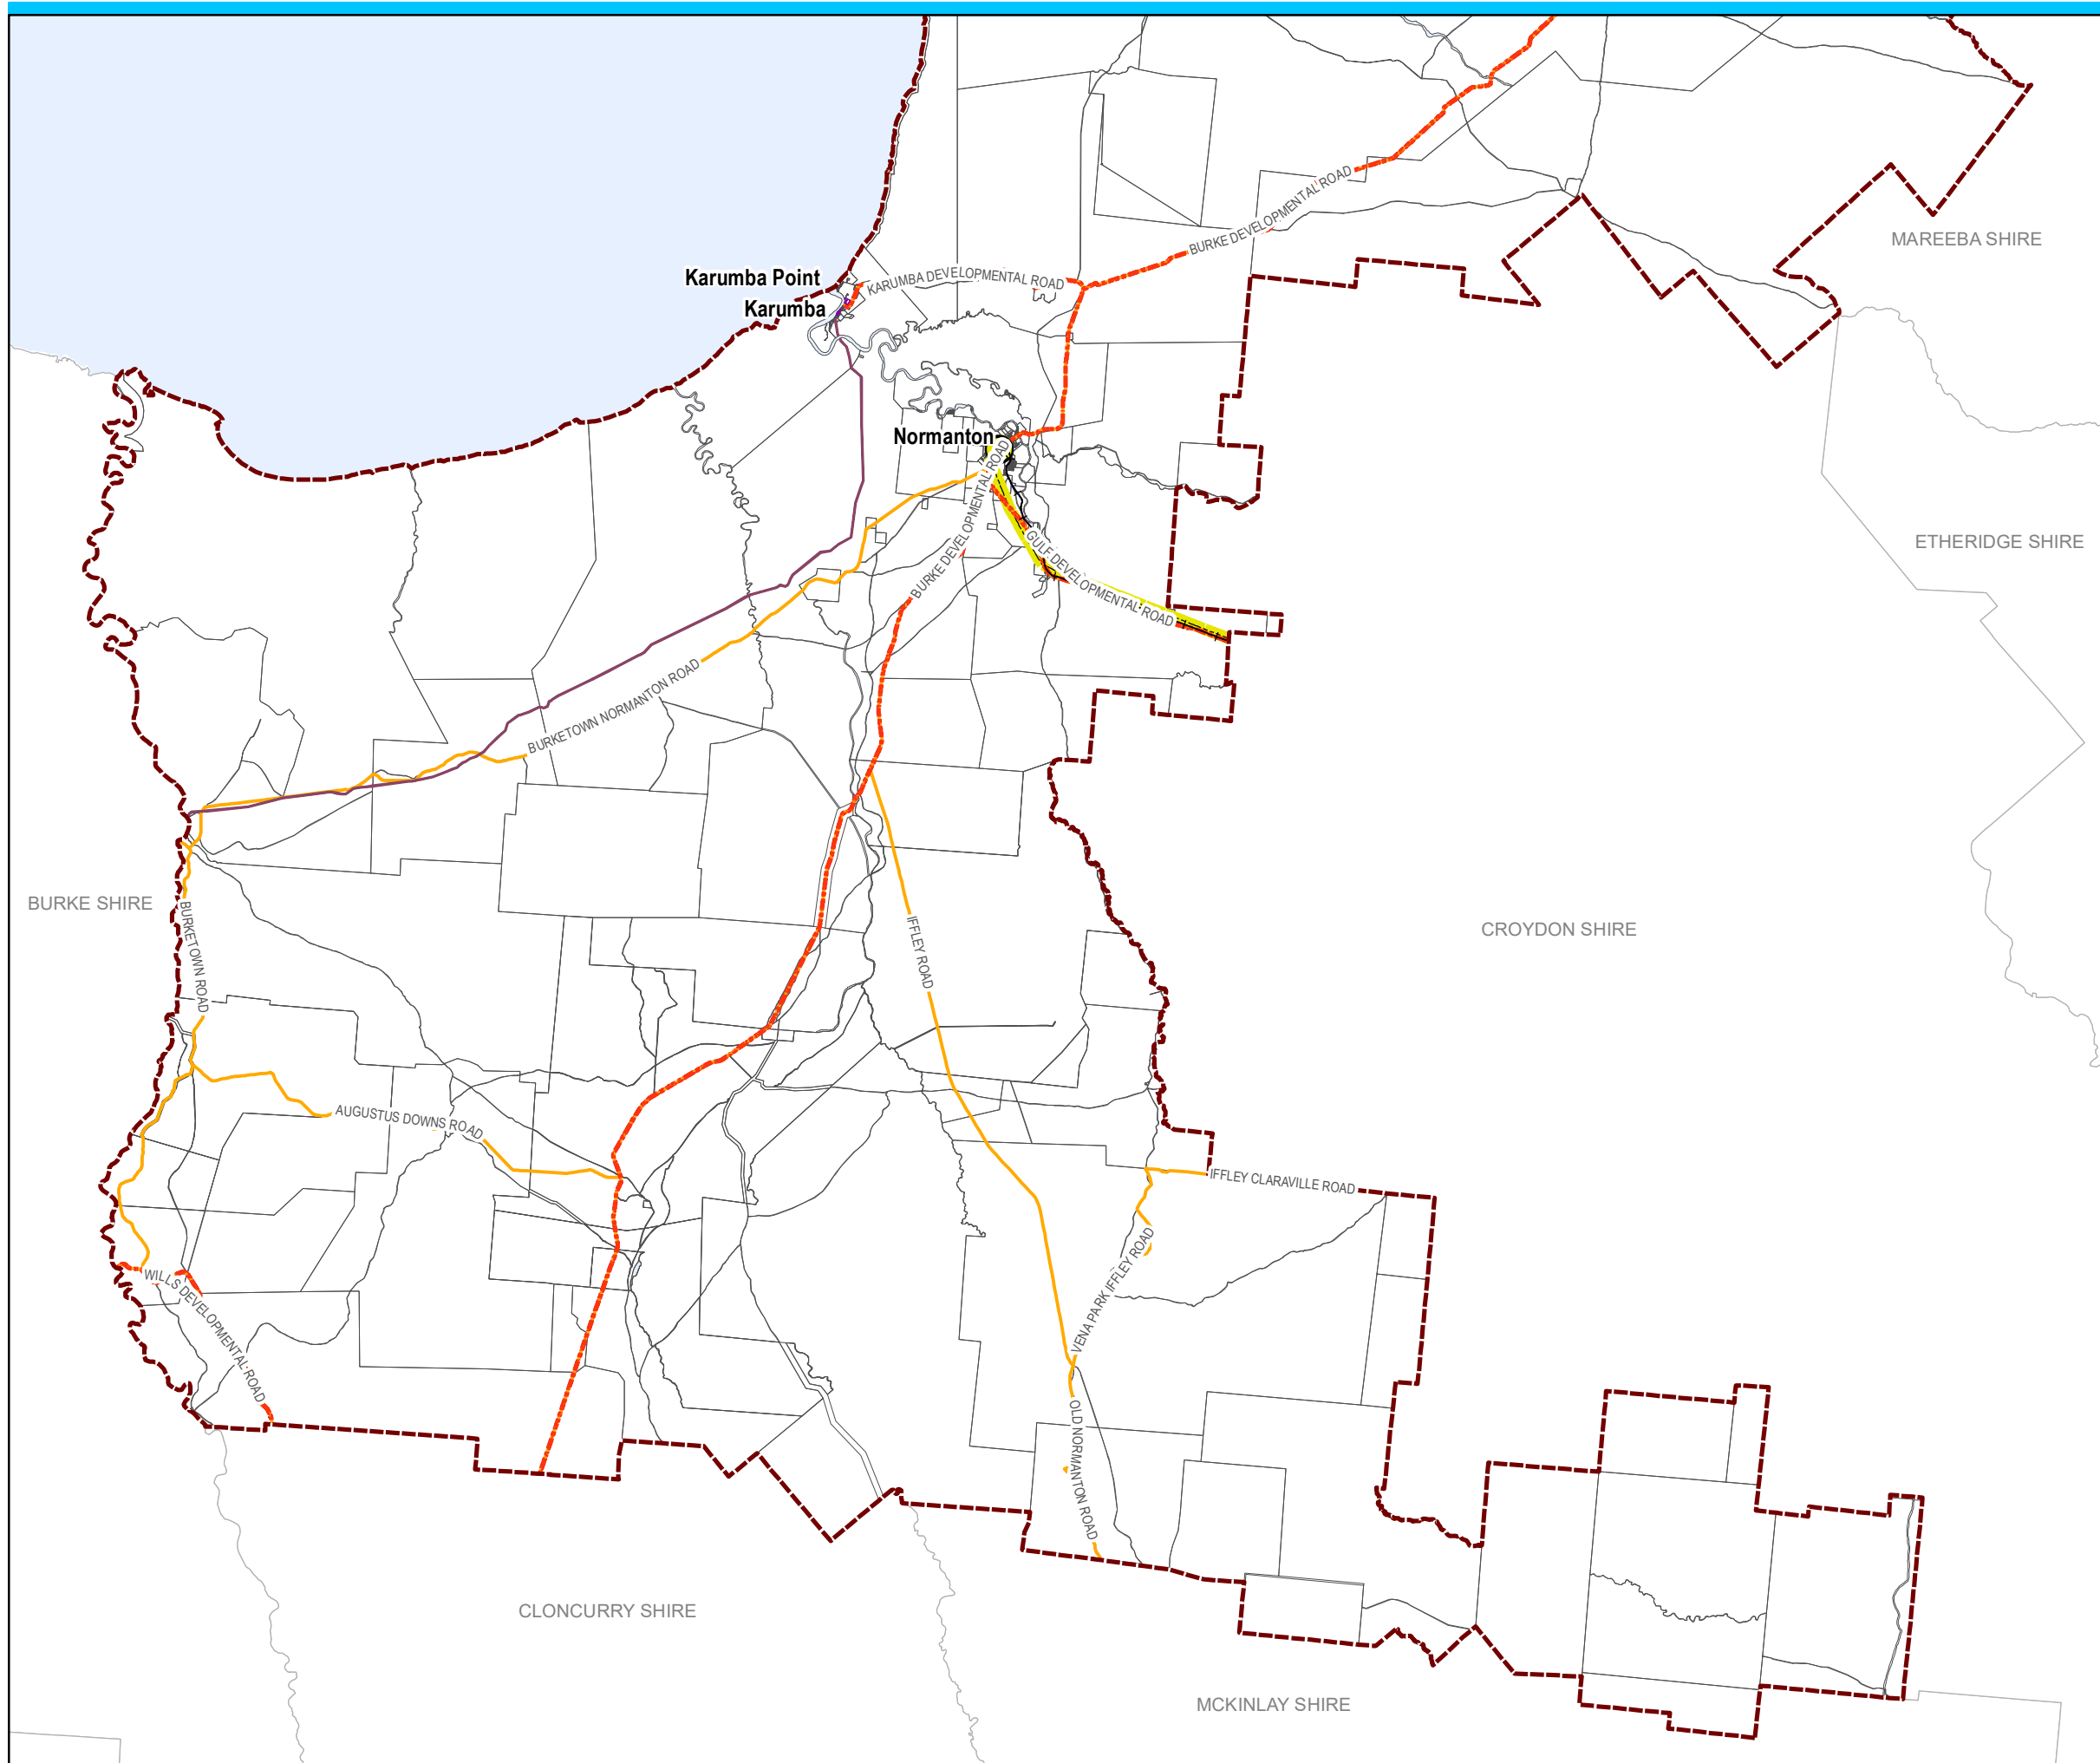 BURKE DEVELOPMENTAL ROAD
MAREEBA SHIRE
Karumba Point
KARUMBA DEVELOPMENTAL ROAD
Karumba
Normanton
BURKE DEVELOPMENTAL ROAD
GULF DEVELOPMENTAL ROAD
ETHERIDGE SHIRE
BURKETOWN NORMANTON ROAD
BURKE SHIRE
BURKETOWN ROAD
IFFLEY ROAD
CROYDON SHIRE
AUGUSTUS DOWNS ROAD
IFFLEY CLARAVILLE ROAD
VENA PARK IFFLEY ROAD
WILLS DEVELOPMENTAL ROAD
OLD NORMANTON ROAD
CLONCURRY SHIRE
MCKINLAY SHIRE